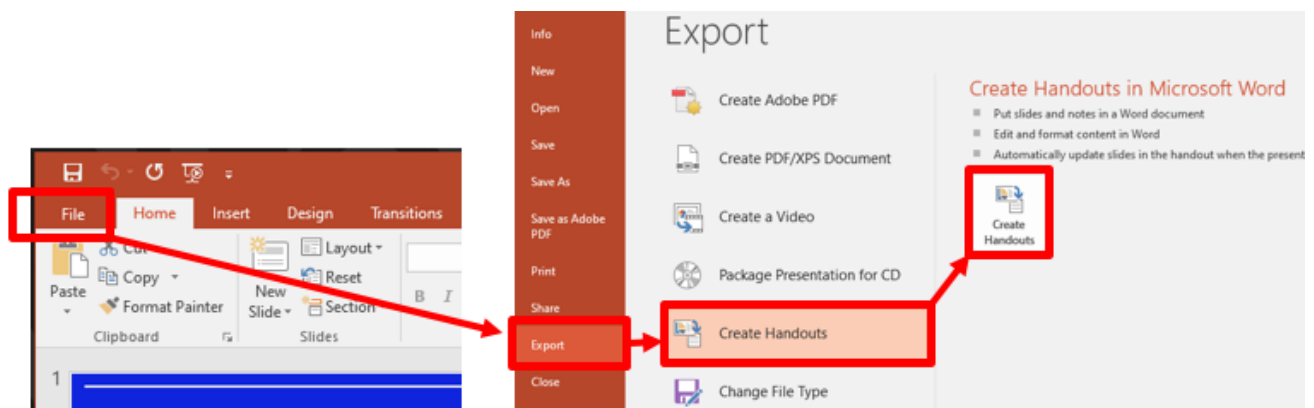 File
Home
Insert
Design
Transitions
Paste
Cut
Copy
Format Painter
Clipboard
New
Slide
Layout
Reset
Section
Slides
B I
1
Info
New
Open
Save
Save As
Save as Adobe
PDF
Print
Share
Export
Close
Export
Create Adobe PDF
Create PDF/XPS Document
Create a Video
Package Presentation for CD
Create Handouts
Change File Type
Create Handouts in Microsoft Word
Put slides and notes in a Word document
Edit and format content in Word
Automatically update slides in the handout when the present
Create
Handouts